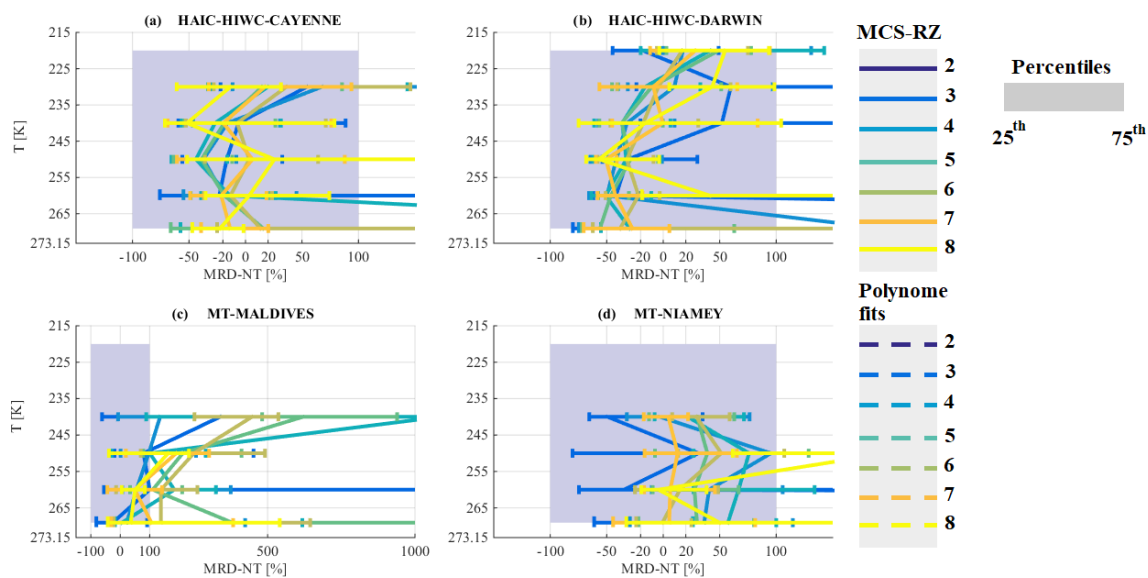 (a) HAIC-HIWC-CAYENNE
215
225
235
245
255
265
273.15
T [K]
-100 -50 -20 0 20 50 100
MRD-NT [%]
(b) HAIC-HIWC-DARWIN
215
225
235
245
255
265
273.15
-100 -50 -20 0 20 100
MRD-NT [%]
(c) MT-MALDIVES
215
225
235
245
255
265
273.15
T [K]
-100 0 100 500 1000
MRD-NT [%]
(d) MT-NIAMEY
215
225
235
245
255
265
273.15
-100 -50 -20 0 20 100
MRD-NT [%]
MCS-RZ
2
3
4
5
6
7
8
Polynome
fits
2
3
4
5
6
7
8
Percentiles
25th 75th